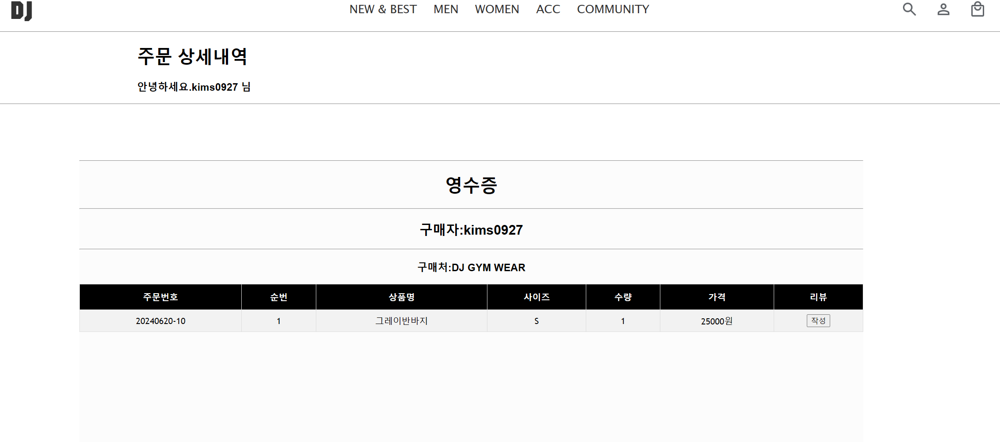 DJ
NEW & BEST MEN WOMEN ACC COMMUNITY
주문 상세내역
안녕하세요.kims0927 님
영수증
구매자:kims0927
구매처:DJ GYM WEAR
주문번호 순번 상품명 사이즈 수량 가격 리뷰
20240620-10 1 그레이반바지 S 1 25000원 작성